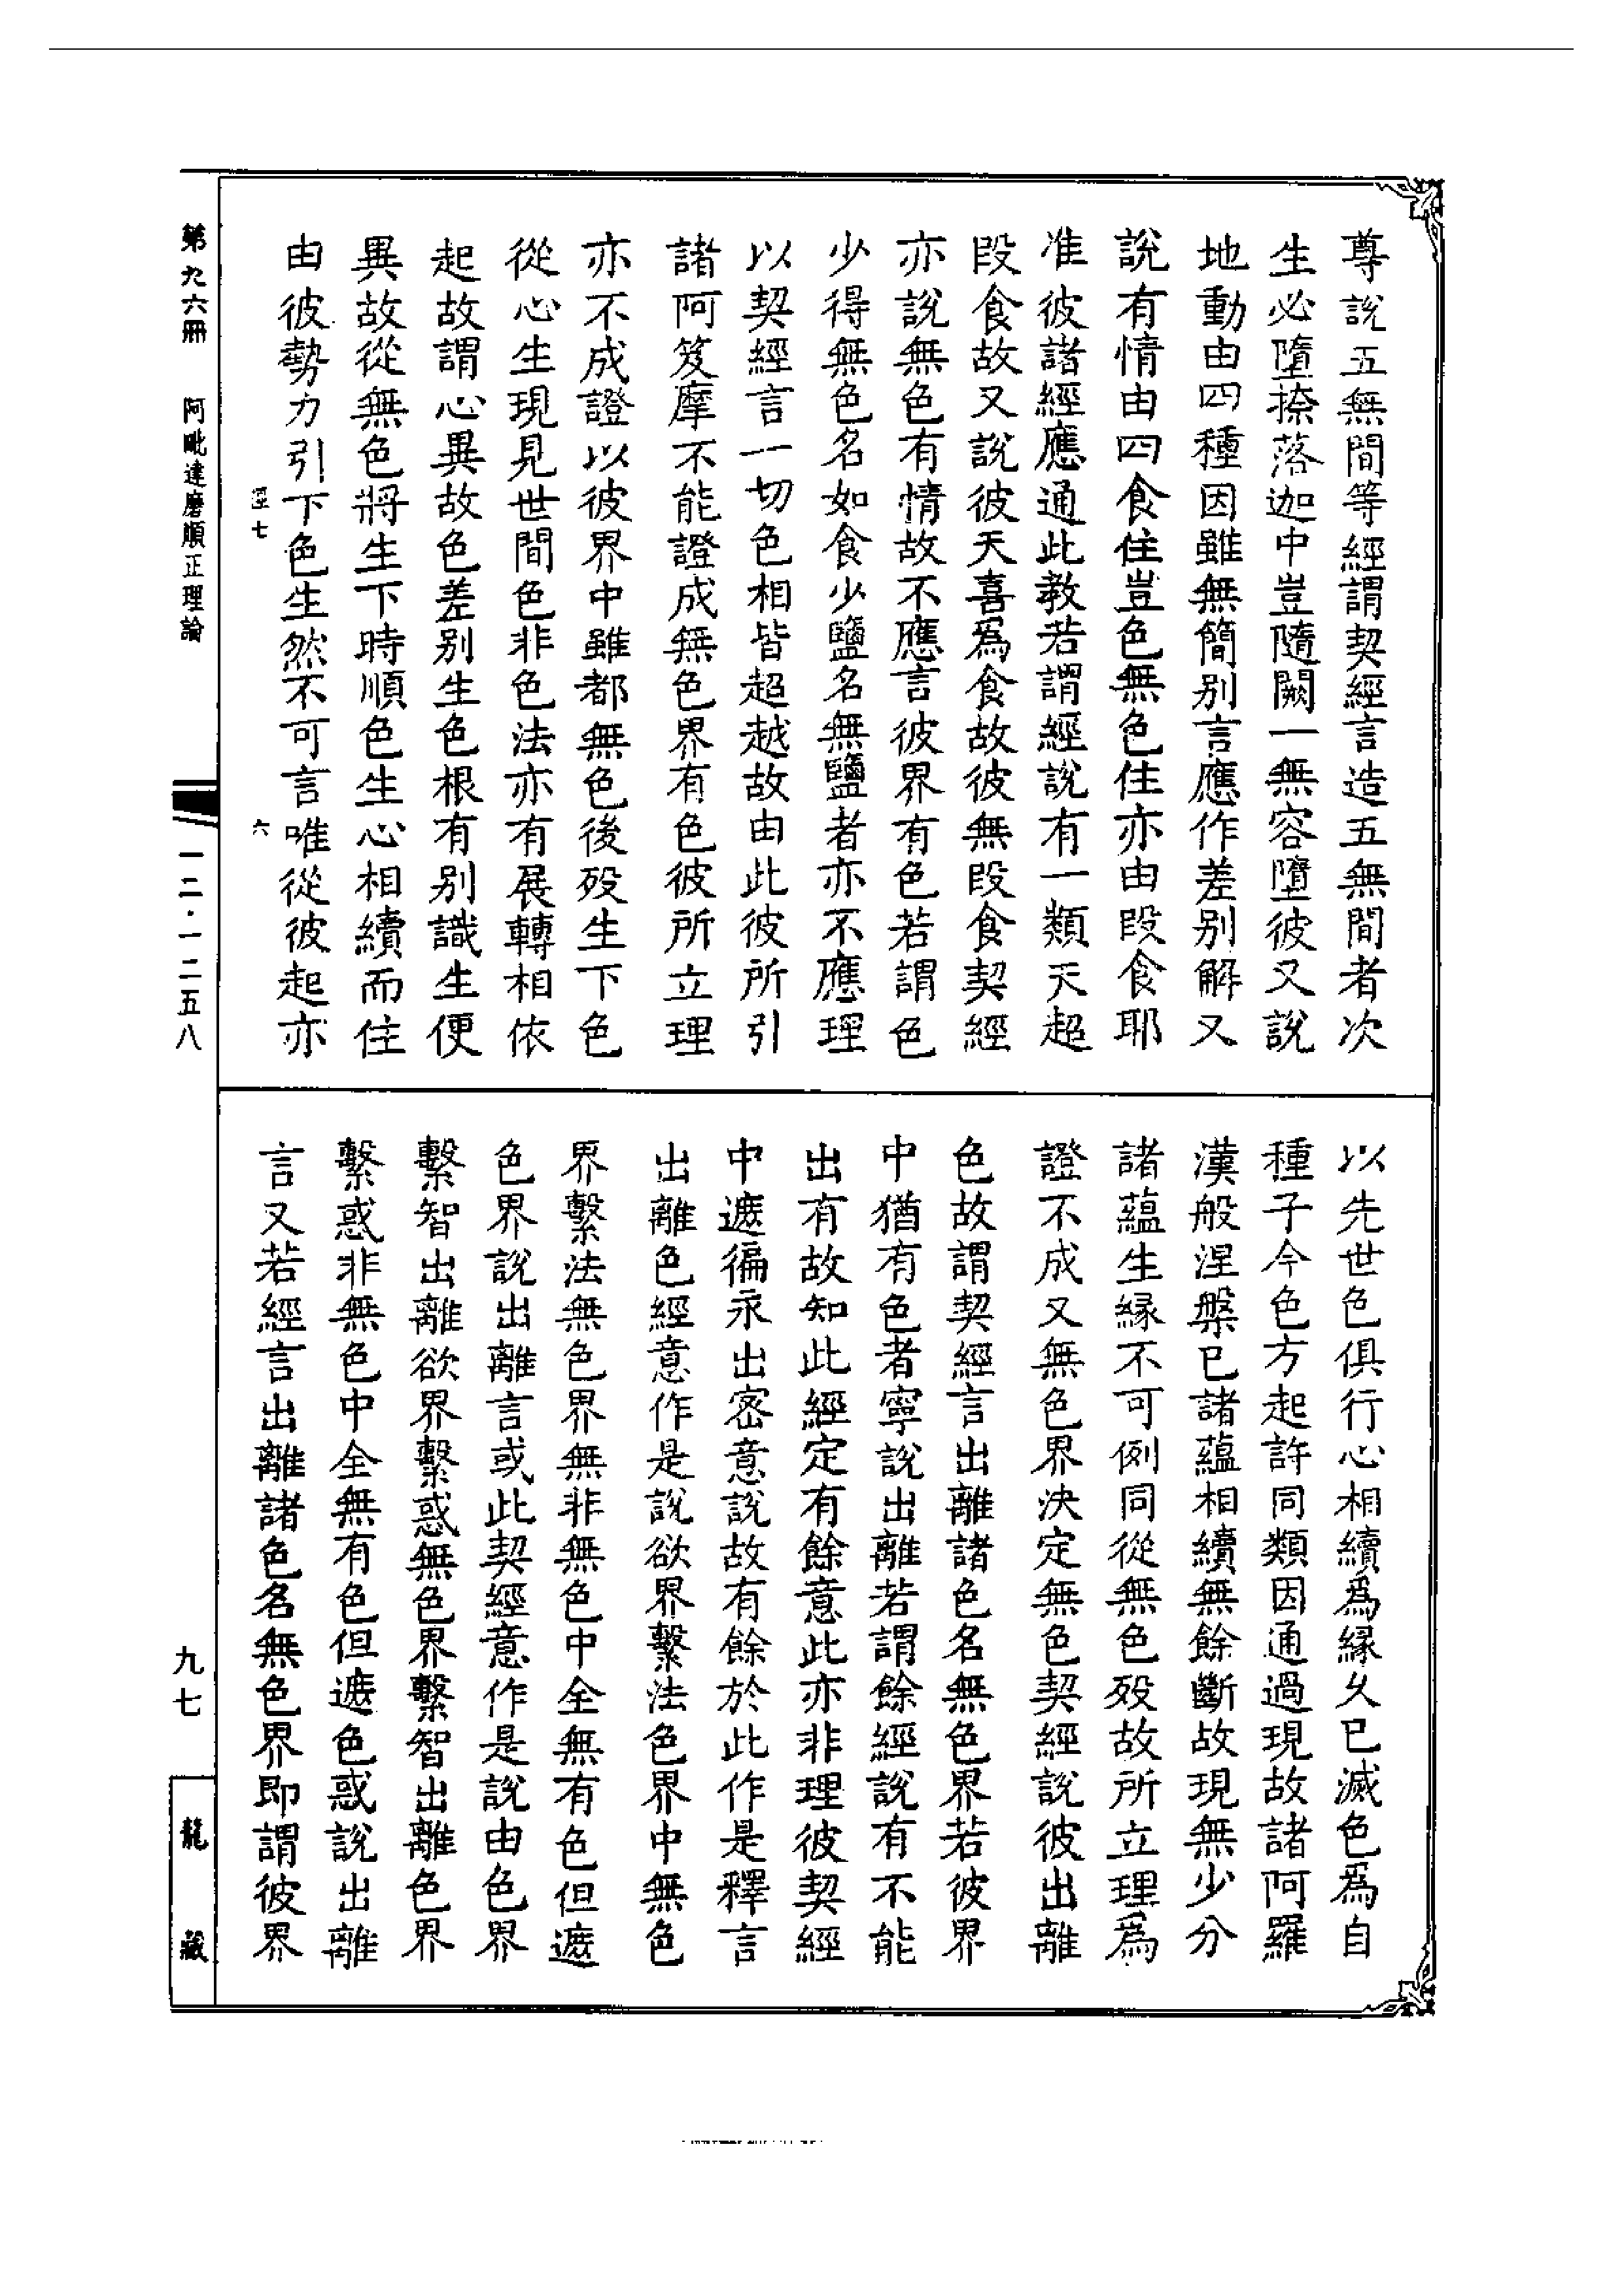 尊說五無間等經謂契經言造五無間者次
生必墮捺落迦中豈隨闕一無容墮彼又說
地動由四種因雖無簡別言應作差別解又
說有情由四食住豈色無色住亦由段食耶
准彼諸經應通此教若謂經說有一類天超
段食故又說彼天喜爲食故彼無段食契經
亦說無色有情故不應言彼界有色若謂色
少得無色名如食少鹽名無鹽者亦不應理
以契經言一切色相皆超越故由此彼所引
諸阿笈摩不能證成無色界有色彼所立理
亦不成證以彼界中雖都無色後歿生下色
從心生現見世間色非色法亦有展轉相依
起故謂心異故色差別生色根有別識生便
異故從無色將生下時順色生心相續而住
由彼勢力引下色生然不可言唯從彼起亦
經七 六
以先世色俱行心相續爲緣久已滅色爲自
種子今色方起許同類因通過現故諸阿羅
漢般涅槃已諸蘊相續無餘斷故現無少分
諸蘊生緣不可例同從無色歿故所立理爲
證不成又無色界決定無色契經說彼出離
色故謂契經言出離諸色名無色界若彼界
中猶有色者寧說出離若謂餘經說有不能
出有故知此經定有餘意此亦非理彼契經
中遮徧永出密意說故有餘於此作是釋言
出離色經意作是說欲界繫法色界中無色
界繫法無色界無非無色中全無有色但遮
色界說出離言或此契經意作是說由色界
繫智出離欲界繫惑無色界繫智出離色界
繫惑非無色中全無有色但遮色惑說出離
言又若經言出離諸色名無色界即謂彼界
第九六冊 阿毗達磨順正理論
一二·一二五八
九七
龍藏